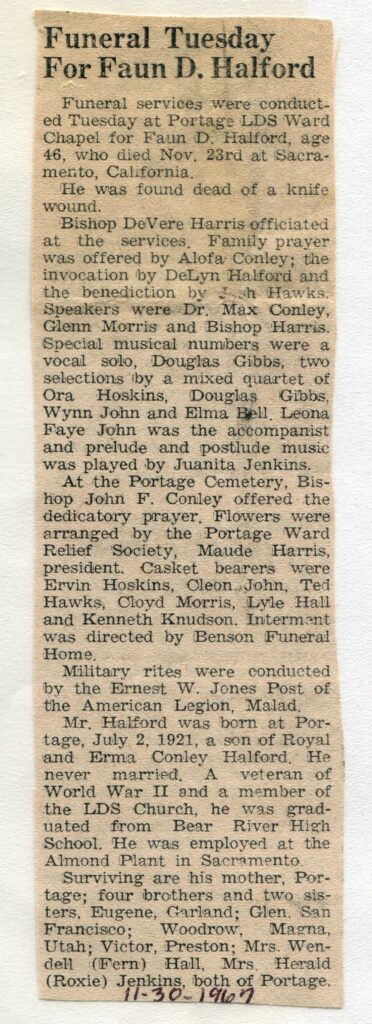 Funeral Tuesday
For Faun D. Halford
Funeral services were conduct-
ed Tuesday at Portage LDS Ward
Chapel for Faun D. Halford, age
46, who died Nov. 23rd at Sacra-
mento, California.
He was found dead of a knife
wound.
Bishop DeVere Harris officiated
at the services. Family prayer
was offered by Alofa Conley; the
invocation by DeLyn Halford and
the benediction by Hawks.
Speakers were Dr. Max Conley,
Glenn Morris and Bishop Harris.
Special musical numbers were a
vocal solo, Douglas Gibbs, two
selections by a mixed quartet of
Ora Hoskins, Douglas Gibbs,
Wynn John and Elma Bell. Leona
Faye John was the accompanist
and prelude and postlude music
was played by Juanita Jenkins.
At the Portage Cemetery, Bis-
hop John F. Conley offered the
dedicatory prayer. Flowers were
arranged by the Portage Ward
Relief Society, Maude Harris,
president. Casket bearers were
Ervin Hoskins, Cleon John, Ted
Hawks, Cloyd Morris, Lyle Hall
and Kenneth Knudson. Interment
was directed by Benson Funeral
Home.
Military rites were conducted
by the Ernest W. Jones Post of
the American Legion, Malad.
Mr. Halford was born at Por-
tage, July 2, 1921, a son of Royal
and Erma Conley Halford. He
never married. A veteran of
World War II and a member of
the LDS Church, he was grad-
uated from Bear River High
School. He was employed at the
Almond Plant in Sacramento.
Surviving are his mother, Por-
tage; four brothers and two sis-
ters, Eugene, Garland; Glen, San
Francisco; Woodrow, Magna,
Utah; Victor, Preston; Mrs. Wen-
dell (Fern) Hall, Mrs. Herald
(Roxie) Jenkins, both of Portage.
11-30-1967